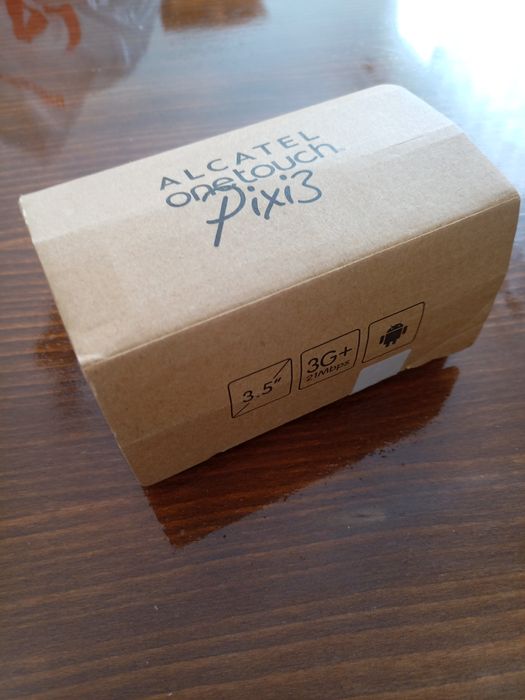 ALCATEL
onetouch.
Pixi3
3.5"
3G+
21Mbps